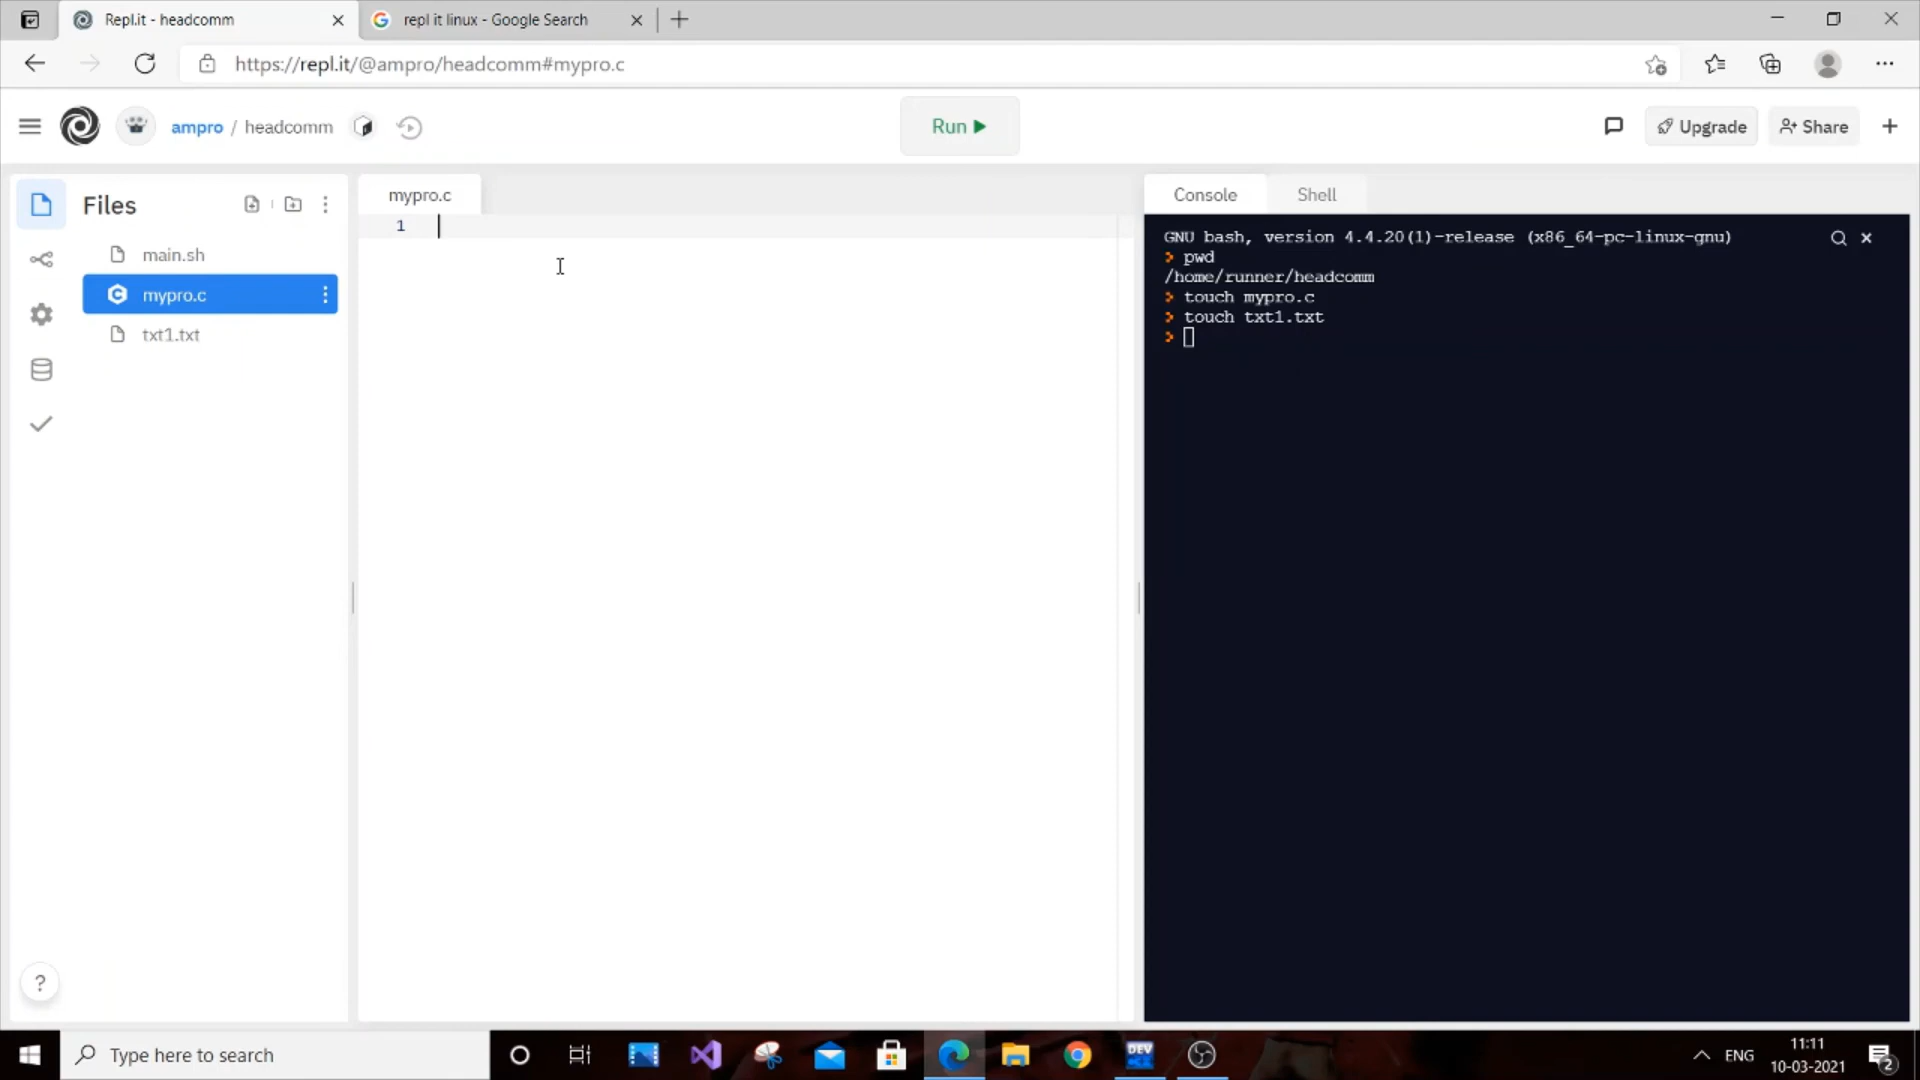 Repl.it - headcomm
repl it linux - Google Search
https://repl.it/@ampro/headcomm#mypro.c
ampro / headcomm
Run
Upgrade
Share
Files
main.sh
mypro.c
txt1.txt
mypro.c
1
Console
Shell
GNU bash, version 4.4.20(1)-release (x86_64-pc-linux-gnu)
> pwd
/home/runner/headcomm
> touch mypro.c
> touch txt1.txt
>
?
Type here to search
DEV
ENG
11:11
10-03-2021
2